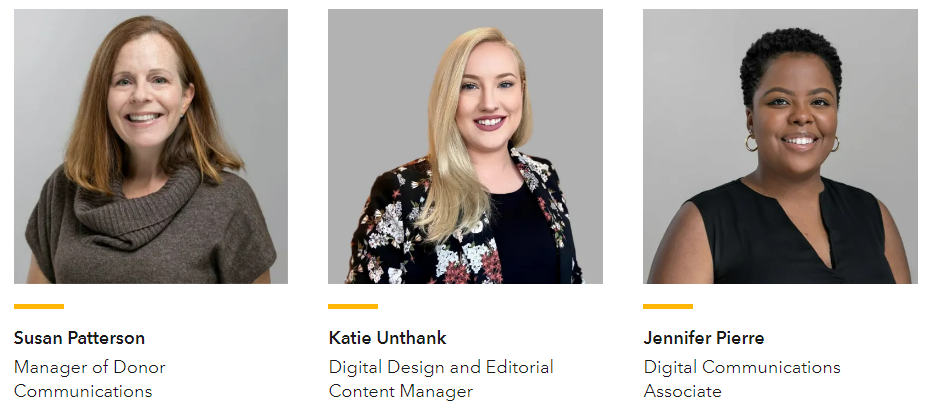 Susan Patterson
Manager of Donor
Communications
Katie Unthank
Digital Design and Editorial
Content Manager
Jennifer Pierre
Digital Communications
Associate